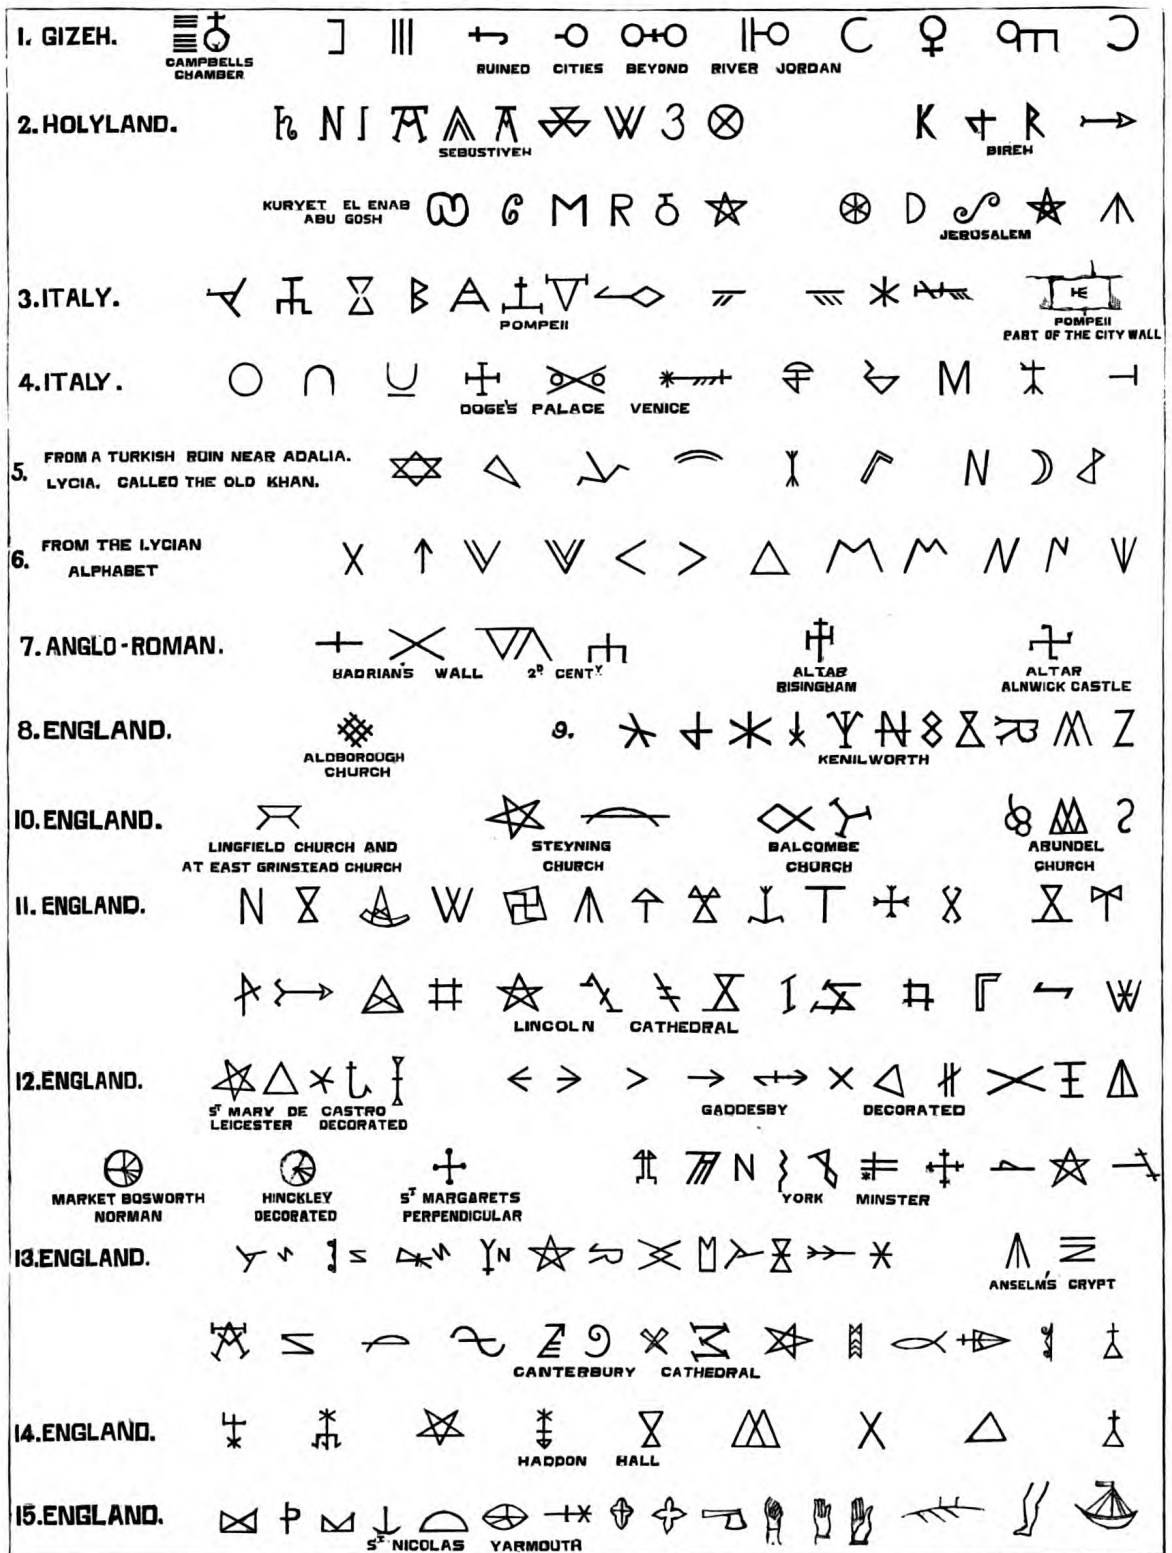 1. GIZEH.
CAMPBELLS
CHAMBER
RUINED CITIES BEYOND RIVER JORDAN
2. HOLYLAND.
SEBUSTIYEH
BIREH
KURYET EL ENAB
ABU GOSH
JERUSALEM
3. ITALY.
POMPEII
POMPEII
PART OF THE CITY WALL
4. ITALY.
DOGE'S PALACE VENICE
5. FROM A TURKISH RUIN NEAR ADALIA.
LYCIA. CALLED THE OLD KHAN.
6. FROM THE LYCIAN
ALPHABET
7. ANGLO-ROMAN.
HADRIAN'S WALL 2D CENTY
ALTAR
RISINGHAM
ALTAR
ALNWICK CASTLE
8. ENGLAND.
ALDBOROUGH
CHURCH
9.
KENILWORTH
10. ENGLAND.
LINGFIELD CHURCH AND
AT EAST GRINSTEAD CHURCH
STEYNING
CHURCH
BALCOMBE
CHURCH
ARUNDEL
CHURCH
11. ENGLAND.
LINCOLN CATHEDRAL
12. ENGLAND.
ST MARY DE CASTRO
LEICESTER DECORATED
GADDESBY DECORATED
MARKET BOSWORTH
NORMAN
HINCKLEY
DECORATED
ST MARGARETS
PERPENDICULAR
YORK MINSTER
13. ENGLAND.
ANSELM'S CRYPT
CANTERBURY CATHEDRAL
14. ENGLAND.
HADDON HALL
15. ENGLAND.
ST NICOLAS YARMOUTH